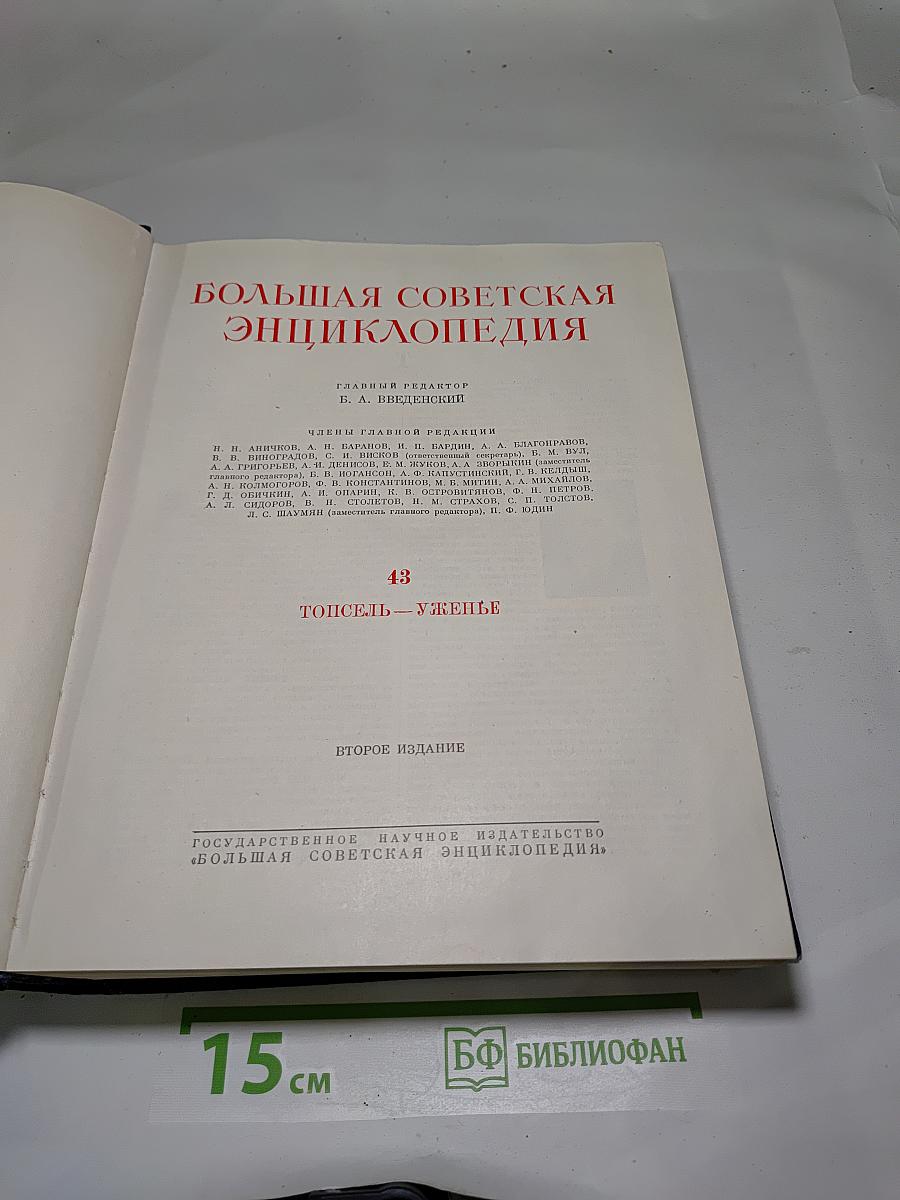 БОЛЬШАЯ СОВЕТСКАЯ
ЭНЦИКЛОПЕДИЯ
ГЛАВНЫЙ РЕДАКТОР
Б. А. ВВЕДЕНСКИЙ
ЧЛЕНЫ ГЛАВНОЙ РЕДАКЦИИ
Н. Н. АНИЧКОВ, А. Н. БАРАНОВ, И. П. БАРДИН, А. А. БЛАГОНРАВОВ,
В. В. ВИНОГРАДОВ, С. И. ВИСКОВ (ответственный секретарь), Б. М. ВУЛ,
А. А. ГРИГОРЬЕВ, А. И. ДЕНИСОВ, Е. М. ЖУКОВ, А. А. ЗВОРЫКИН (заместитель
главного редактора), Б. В. ИОГАНСОН, А. Ф. КАПУСТИНСКИЙ, Г. В. КЕЛДЫШ,
А. Н. КОЛМОГОРОВ, Ф. В. КОНСТАНТИНОВ, М. Б. МИТИН, А. А. МИХАЙЛОВ,
Г. Д. ОБИЧКИН, А. И. ОПАРИН, К. В. ОСТРОВИТЯНОВ, Ф. Н. ПЕТРОВ,
А. Л. СИДОРОВ, В. Н. СТОЛЕТОВ, Н. М. СТРАХОВ, С. П. ТОЛСТОВ,
Л. С. ШАУМЯН (заместитель главного редактора), П. Ф. ЮДИН
43
ТОПСЕЛЬ — УЖЕНЬЕ
ВТОРОЕ ИЗДАНИЕ
ГОСУДАРСТВЕННОЕ НАУЧНОЕ ИЗДАТЕЛЬСТВО
«БОЛЬШАЯ СОВЕТСКАЯ ЭНЦИКЛОПЕДИЯ»
15 см
БФ БИБЛИОФАН